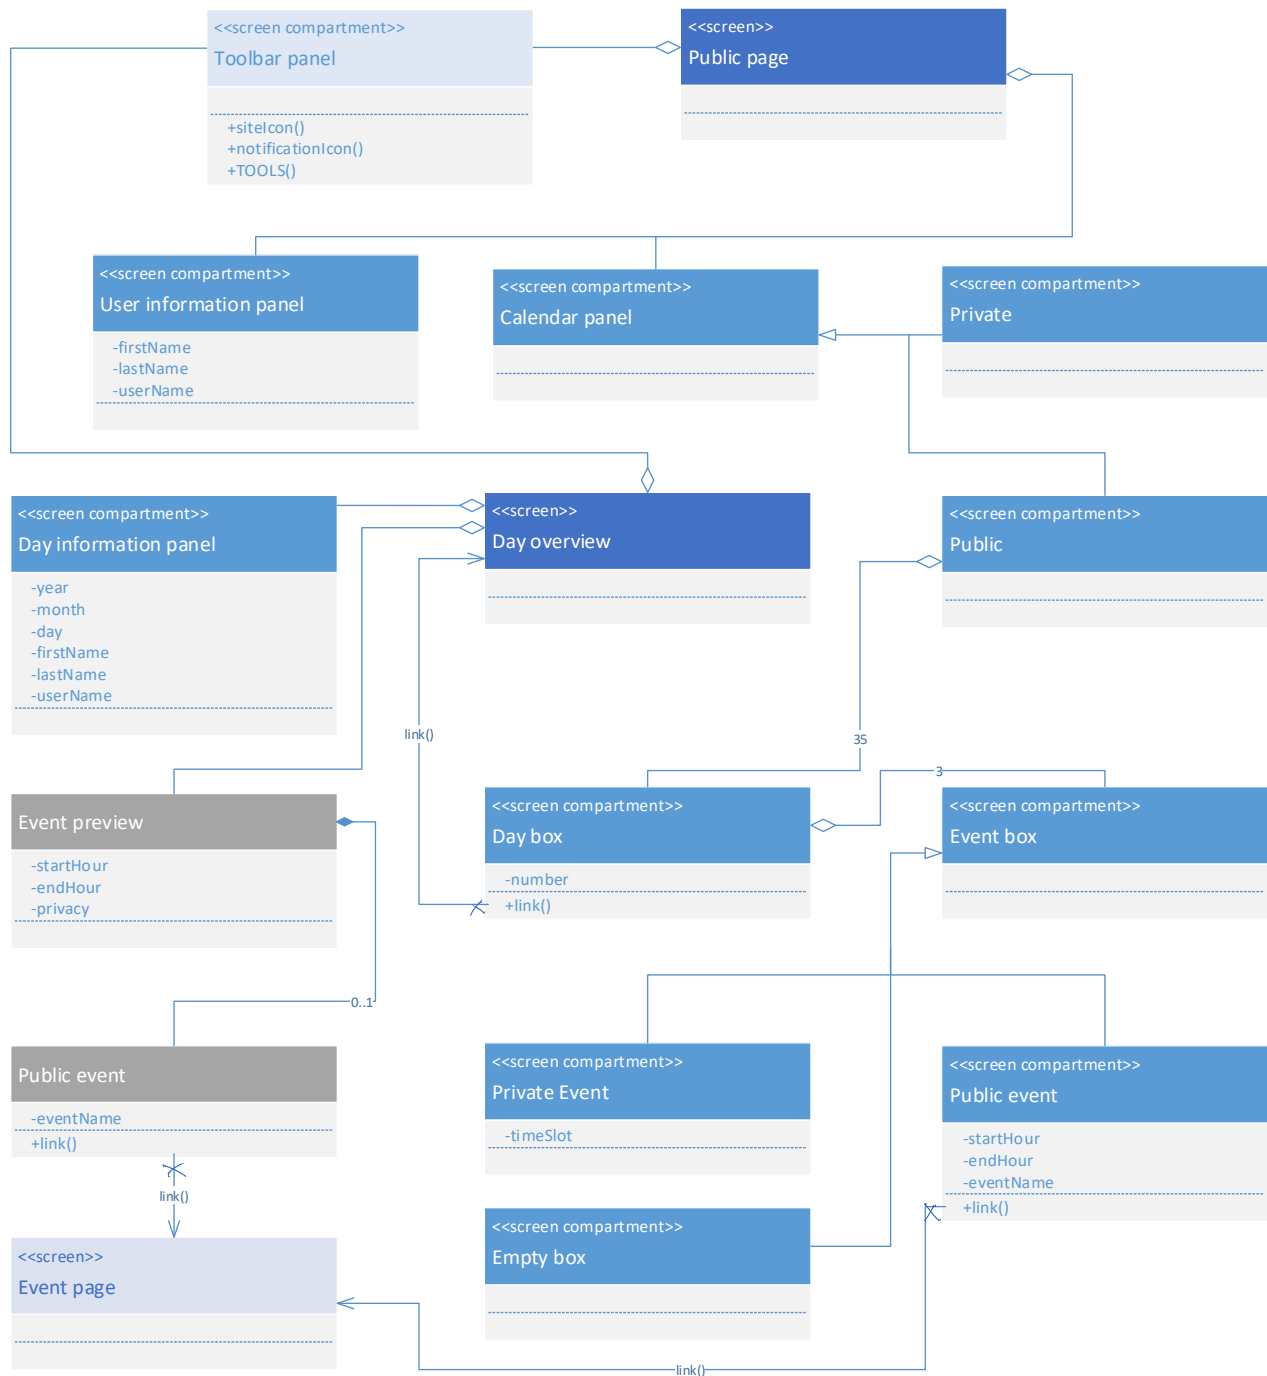 <<screen compartment>>
Toolbar panel
+siteIcon()
+notificationIcon()
+TOOLS()
<<screen>>
Public page
<<screen compartment>>
User information panel
-firstName
-lastName
-userName
<<screen compartment>>
Calendar panel
<<screen compartment>>
Private
<<screen compartment>>
Day information panel
-year
-month
-day
-firstName
-lastName
-userName
<<screen>>
Day overview
<<screen compartment>>
Public
link()
35
3
Event preview
-startHour
-endHour
-privacy
<<screen compartment>>
Day box
-number
+link()
<<screen compartment>>
Event box
0..1
Public event
-eventName
+link()
link()
<<screen compartment>>
Private Event
-timeSlot
<<screen compartment>>
Public event
-startHour
-endHour
-eventName
+link()
<<screen>>
Event page
<<screen compartment>>
Empty box
link()